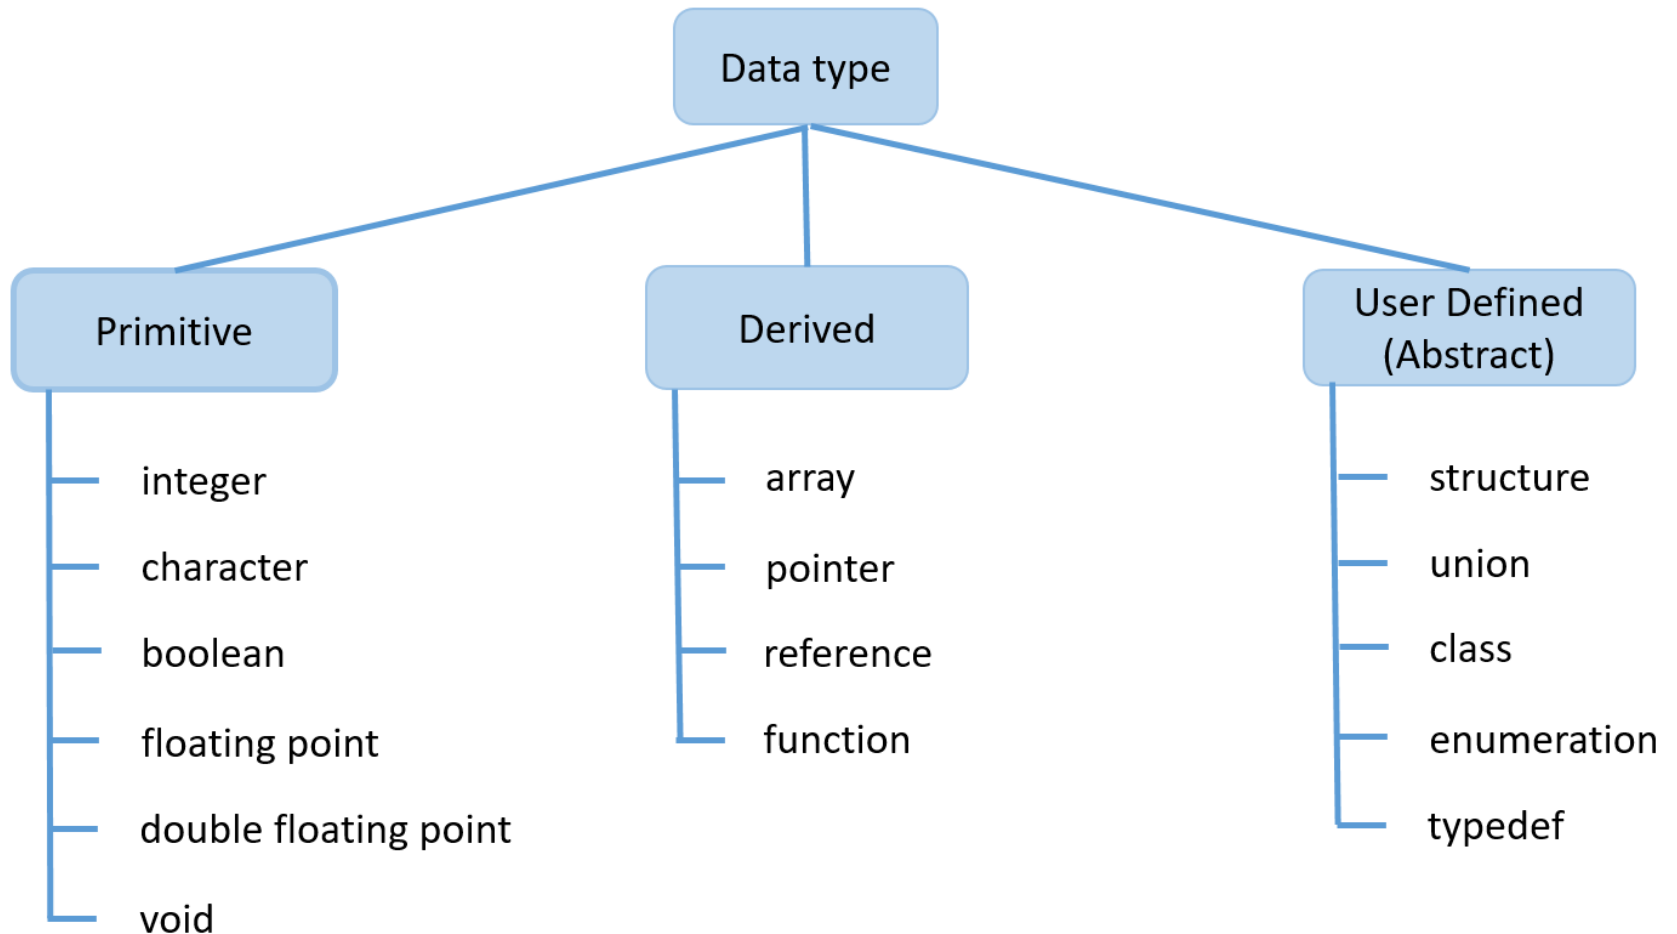 Data type
Primitive
integer
character
boolean
floating point
double floating point
void
Derived
array
pointer
reference
function
User Defined
(Abstract)
structure
union
class
enumeration
typedef